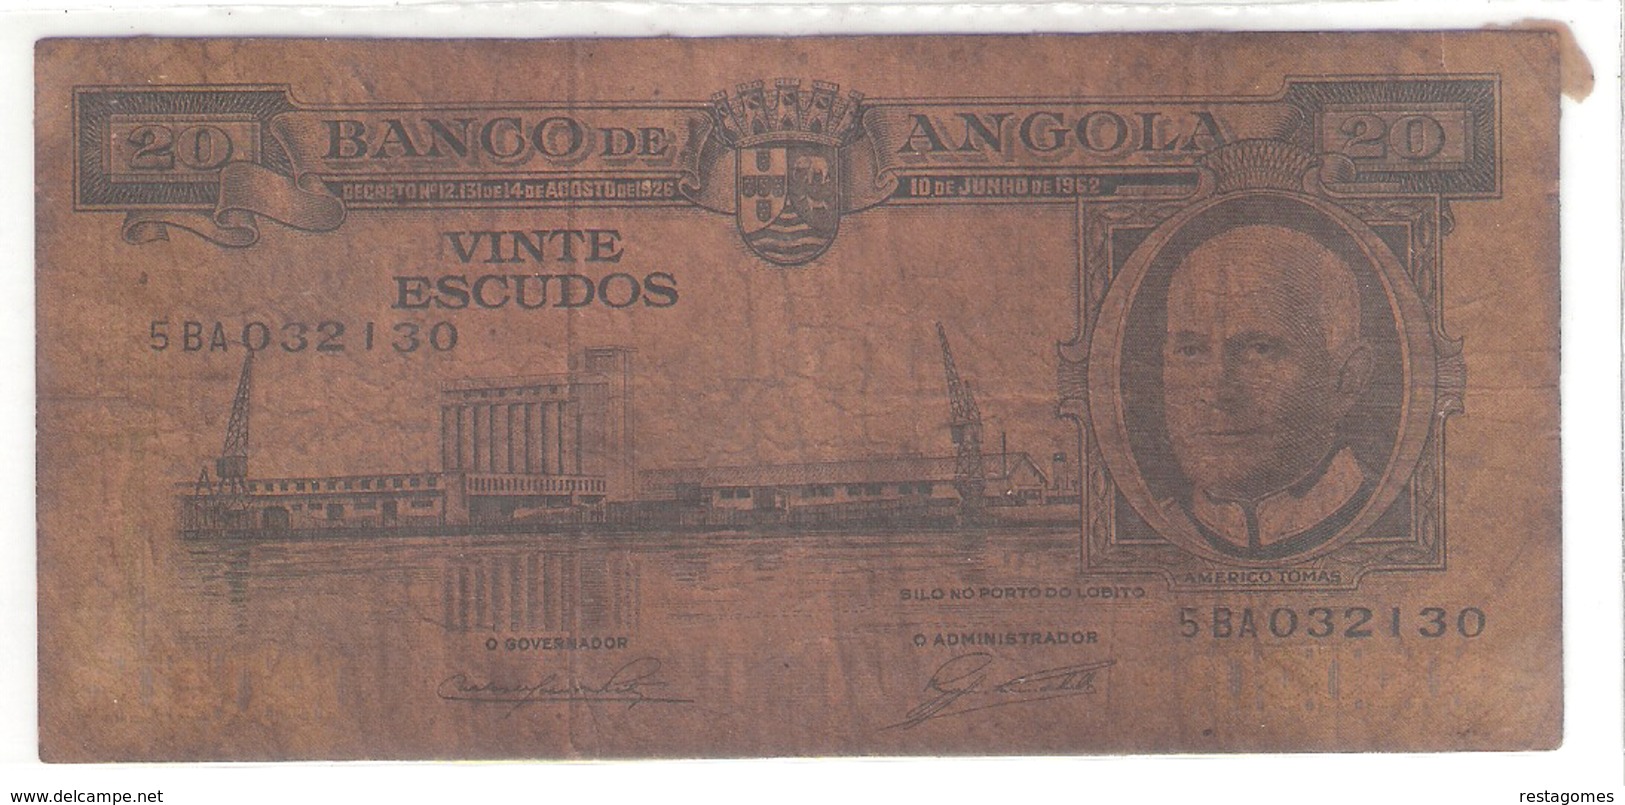 20 BANCO DE ANGOLA 20
DECRETO Nº 12.131 DE 14 DE AGOSTO DE 1926 10 DE JUNHO DE 1962
VINTE
ESCUDOS
5BA032130
AMERICO TOMAS
SILO NO PORTO DO LOBITO
5BA032130
O GOVERNADOR O ADMINISTRADOR
www.delcampe.net restagomes